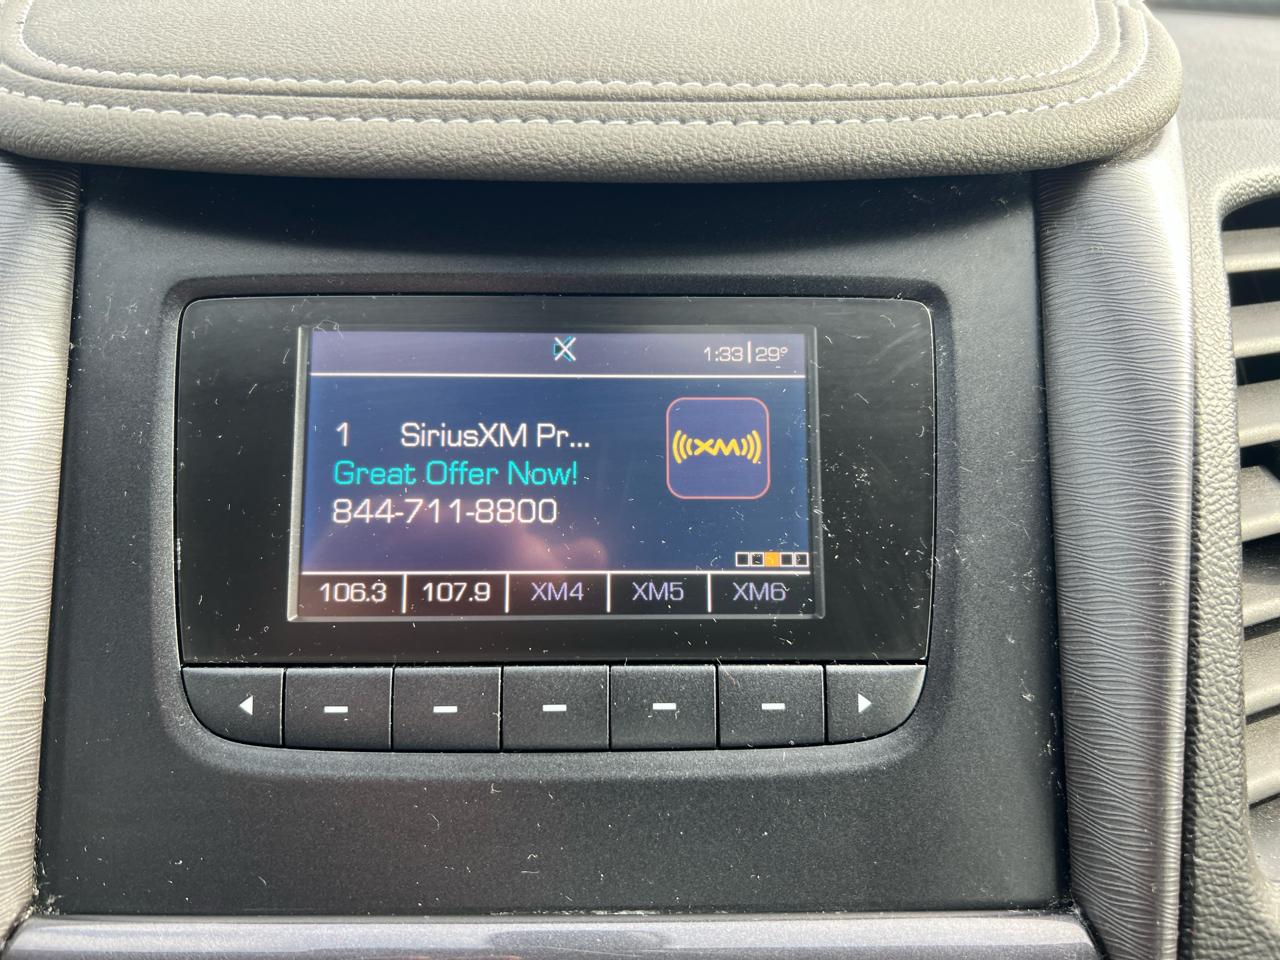 1:33 29°
1 SiriusXM Pr...
Great Offer Now!
844-711-8800
((XM))
106.3 107.9 XM4 XM5 XM6